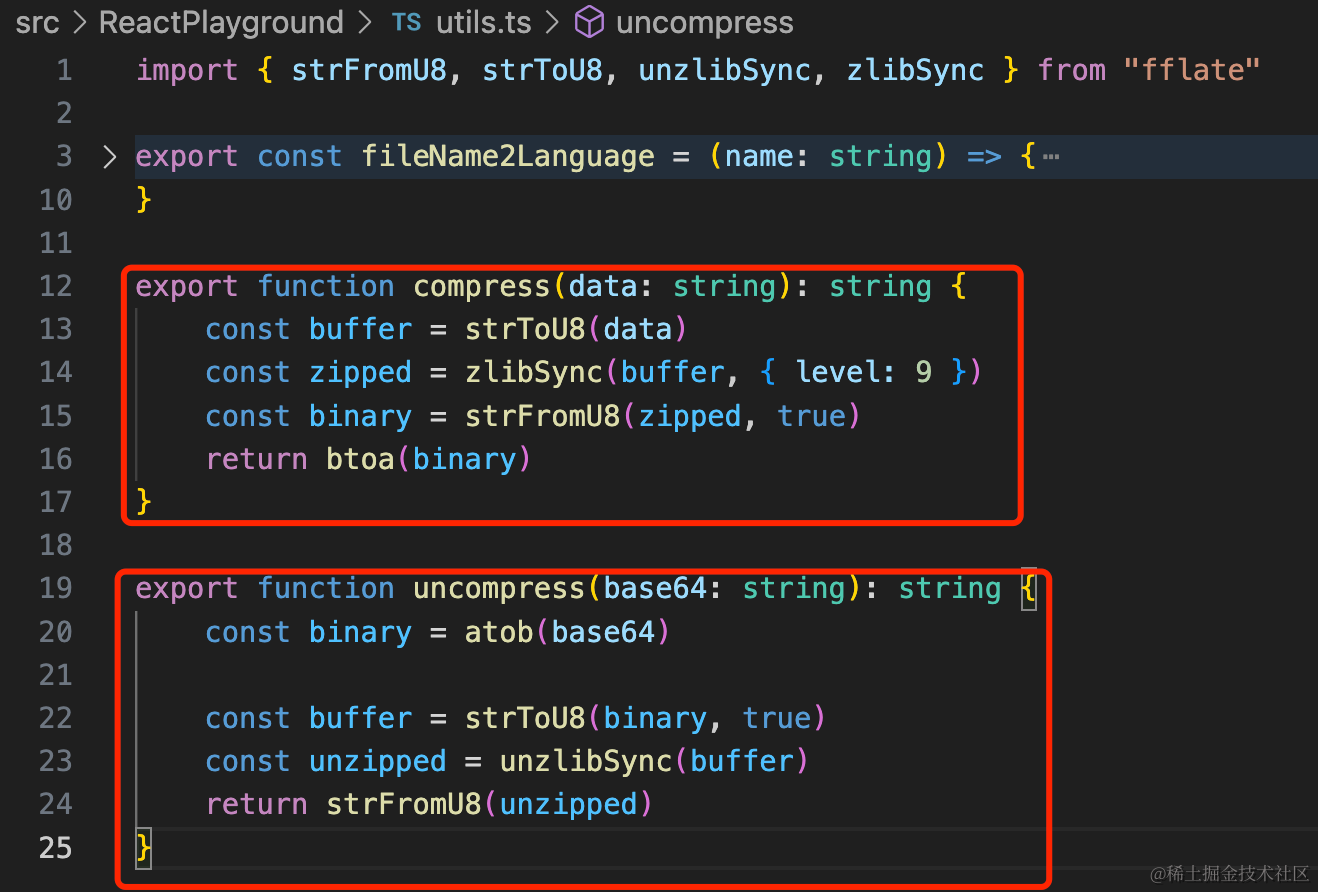 src > ReactPlayground > TS utils.ts > uncompress
1 import { strFromU8, strToU8, unzlibSync, zlibSync } from "fflate"
2
3 > export const fileName2Language = (name: string) => {⋯
10 }
11
12 export function compress(data: string): string {
13     const buffer = strToU8(data)
14     const zipped = zlibSync(buffer, { level: 9 })
15     const binary = strFromU8(zipped, true)
16     return btoa(binary)
17 }
18
19 export function uncompress(base64: string): string {
20     const binary = atob(base64)
21
22     const buffer = strToU8(binary, true)
23     const unzipped = unzlibSync(buffer)
24     return strFromU8(unzipped)
25 }
@稀土掘金技术社区